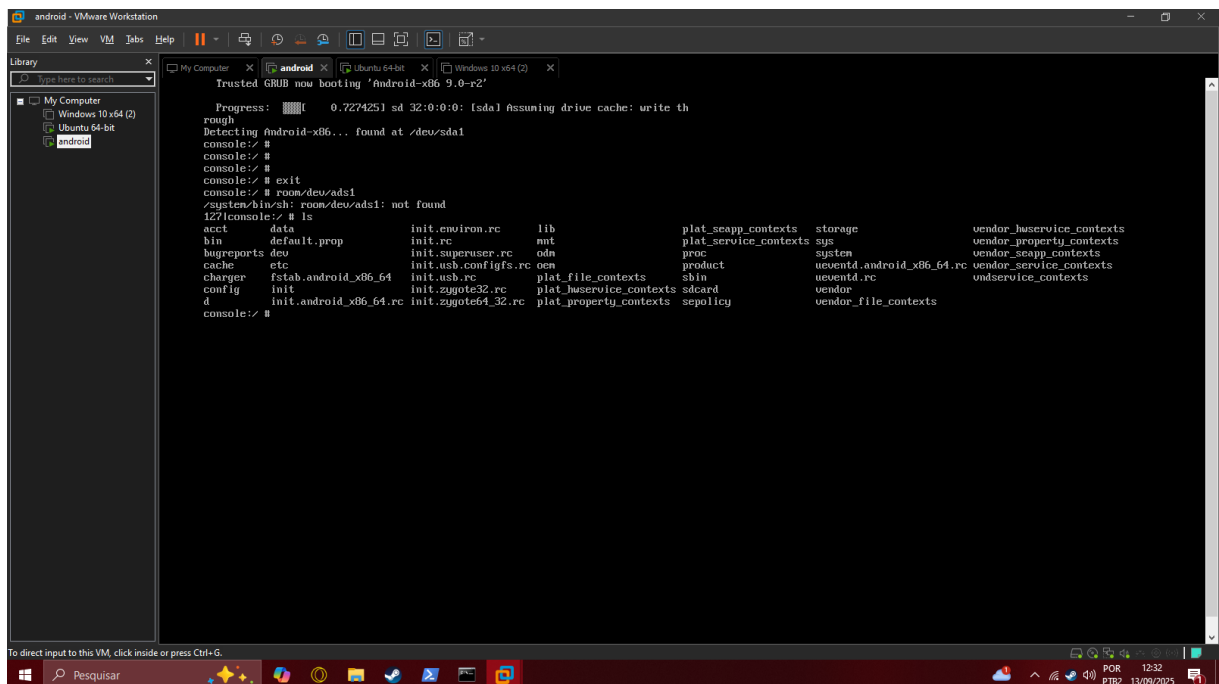 android - VMware Workstation
File Edit View VM Tabs Help
Library
Type here to search
My Computer
Windows 10 x64 (2)
Ubuntu 64-bit
android
My Computer android Ubuntu 64-bit Windows 10 x64 (2)
Trusted GRUB now booting 'Android-x86 9.0-r2'
Progress: [ 0.727425] sd 32:0:0:0: [sda] Assuming drive cache: write th
rough
Detecting Android-x86... found at /dev/sda1
console:/ #
console:/ #
console:/ #
console:/ # exit
console:/ # room/dev/ads1
/system/bin/sh: room/dev/ads1: not found
127|console:/ # ls
acct data init.environ.rc lib plat_seapp_contexts storage vendor_hwservice_contexts
bin default.prop init.rc mnt plat_service_contexts sys vendor_property_contexts
bugreports dev init.superuser.rc odm proc system vendor_seapp_contexts
cache etc init.usb.configfs.rc oem product ueventd.android_x86_64.rc vendor_service_contexts
charger fstab.android_x86_64 init.usb.rc plat_file_contexts sbin ueventd.rc vndservice_contexts
config init init.zygote32.rc plat_hwservice_contexts sdcard vendor
d init.android_x86_64.rc init.zygote64_32.rc plat_property_contexts sepolicy vendor_file_contexts
console:/ #
To direct input to this VM, click inside or press Ctrl+G.
Pesquisar
POR 12:32
PTB2 13/09/2025